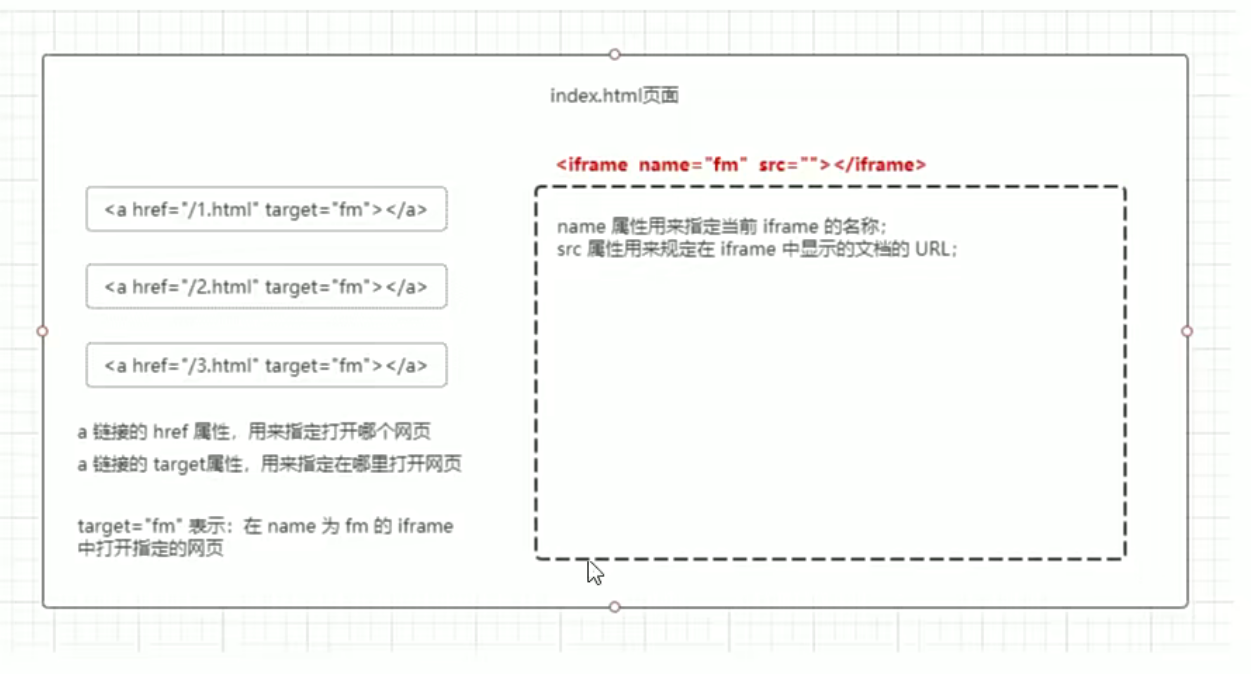 index.html页面
<iframe name="fm" src=""></iframe>
<a href="/1.html" target="fm"></a>
<a href="/2.html" target="fm"></a>
<a href="/3.html" target="fm"></a>
a 链接的 href 属性，用来指定打开哪个网页
a 链接的 target属性，用来指定在哪里打开网页
target="fm" 表示：在 name 为 fm 的 iframe
中打开指定的网页
name 属性用来指定当前 iframe 的名称；
src 属性用来规定在 iframe 中显示的文档的 URL；